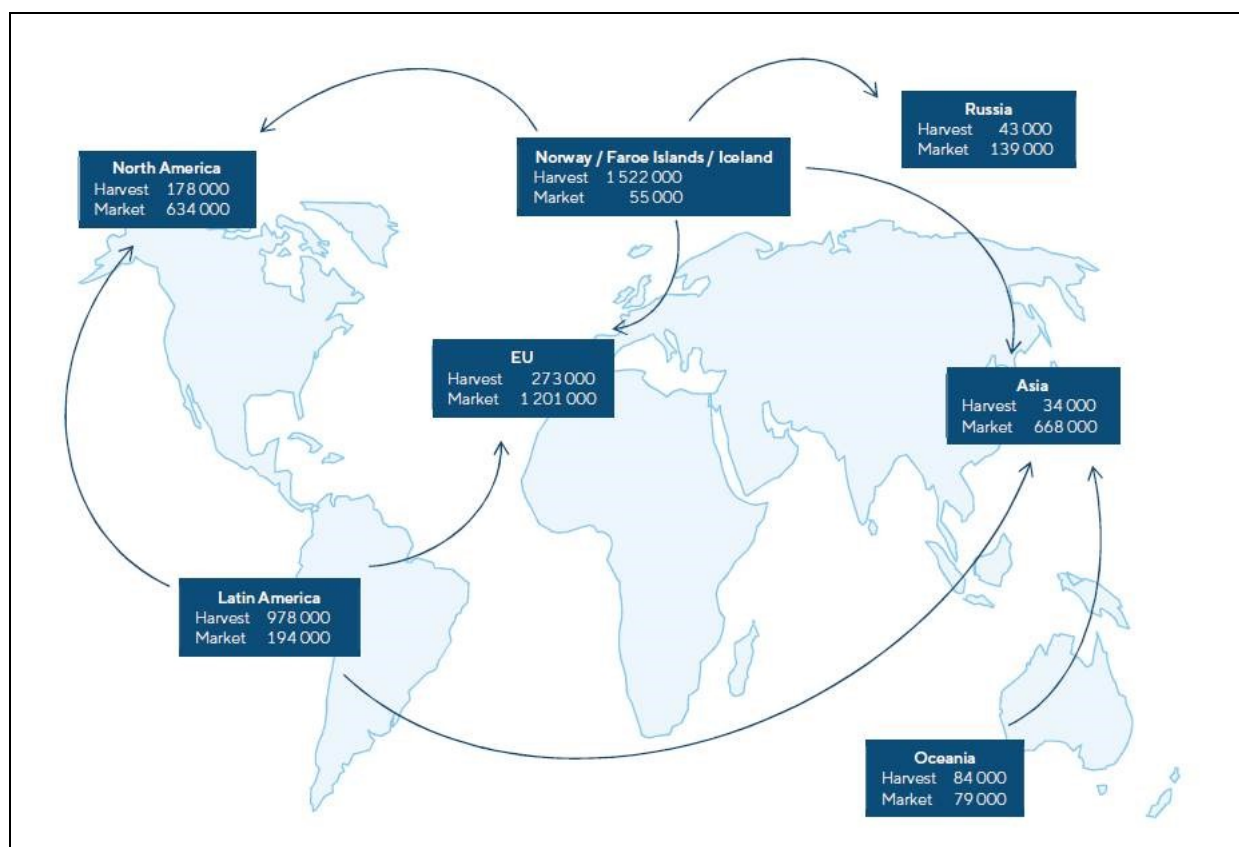 Russia
Harvest 43 000
Market 139 000
North America
Harvest 178 000
Market 634 000
Norway / Faroe Islands / Iceland
Harvest 1 522 000
Market 55 000
EU
Harvest 273 000
Market 1 201 000
Asia
Harvest 34 000
Market 668 000
Latin America
Harvest 978 000
Market 194 000
Oceania
Harvest 84 000
Market 79 000